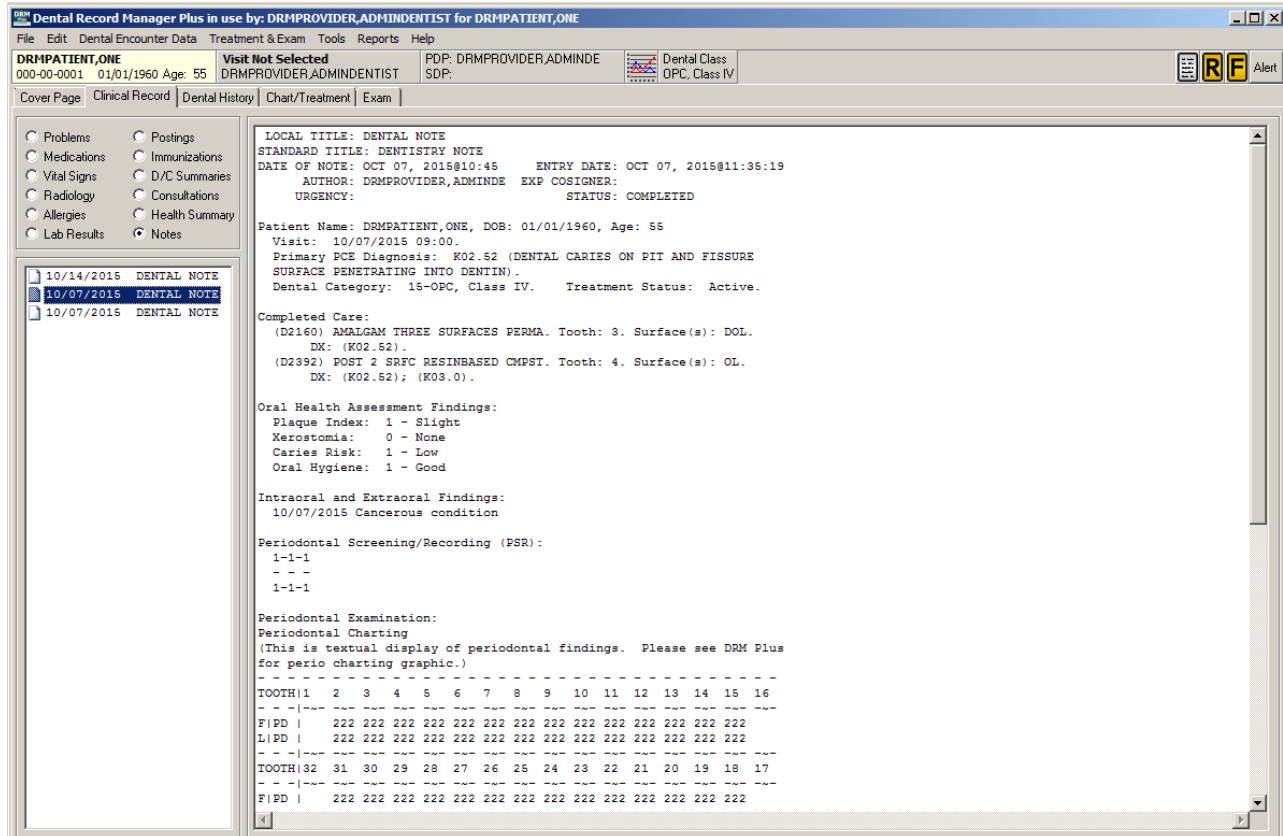 DRM Plus Dental Record Manager Plus in use by: DRMPROVIDER,ADMINDENTIST for DRMPATIENT,ONE
File Edit Dental Encounter Data Treatment & Exam Tools Reports Help
DRMPATIENT,ONE Visit Not Selected PDP: DRMPROVIDER,ADMINDE Dental Class R F Alert
000-00-0001 01/01/1960 Age: 55 DRMPROVIDER,ADMINDENTIST SDP: OPC, Class IV
Cover Page Clinical Record Dental History Chart/Treatment Exam
Problems Postings
Medications Immunizations
Vital Signs D/C Summaries
Radiology Consultations
Allergies Health Summary
Lab Results Notes
10/14/2015 DENTAL NOTE
10/07/2015 DENTAL NOTE
10/07/2015 DENTAL NOTE
LOCAL TITLE: DENTAL NOTE
STANDARD TITLE: DENTISTRY NOTE
DATE OF NOTE: OCT 07, 2015@10:45 ENTRY DATE: OCT 07, 2015@11:35:19
AUTHOR: DRMPROVIDER,ADMINDE EXP COSIGNER:
URGENCY: STATUS: COMPLETED
Patient Name: DRMPATIENT,ONE, DOB: 01/01/1960, Age: 55
Visit: 10/07/2015 09:00.
Primary PCE Diagnosis: K02.52 (DENTAL CARIES ON PIT AND FISSURE
SURFACE PENETRATING INTO DENTIN).
Dental Category: 15-OPC, Class IV. Treatment Status: Active.
Completed Care:
(D2160) AMALGAM THREE SURFACES PERMA. Tooth: 3. Surface(s): DOL.
DX: (K02.52).
(D2392) POST 2 SRFC RESINBASED CMPST. Tooth: 4. Surface(s): OL.
DX: (K02.52); (K03.0).
Oral Health Assessment Findings:
Plaque Index: 1 - Slight
Xerostomia: 0 - None
Caries Risk: 1 - Low
Oral Hygiene: 1 - Good
Intraoral and Extraoral Findings:
10/07/2015 Cancerous condition
Periodontal Screening/Recording (PSR):
1-1-1
- - -
1-1-1
Periodontal Examination:
Periodontal Charting
(This is textual display of periodontal findings. Please see DRM Plus
for perio charting graphic.)
- - - - - - - - - - - - - - - - - - - - - - - - - - - - - - - - - - -
TOOTH|1 2 3 4 5 6 7 8 9 10 11 12 13 14 15 16
- - -|-~- -~- -~- -~- -~- -~- -~- -~- -~- -~- -~- -~- -~- -~- -~- -~-
F|PD | 222 222 222 222 222 222 222 222 222 222 222 222 222 222
L|PD | 222 222 222 222 222 222 222 222 222 222 222 222 222 222
- - -|-~- -~- -~- -~- -~- -~- -~- -~- -~- -~- -~- -~- -~- -~- -~- -~-
TOOTH|32 31 30 29 28 27 26 25 24 23 22 21 20 19 18 17
- - -|-~- -~- -~- -~- -~- -~- -~- -~- -~- -~- -~- -~- -~- -~- -~- -~-
F|PD | 222 222 222 222 222 222 222 222 222 222 222 222 222 222